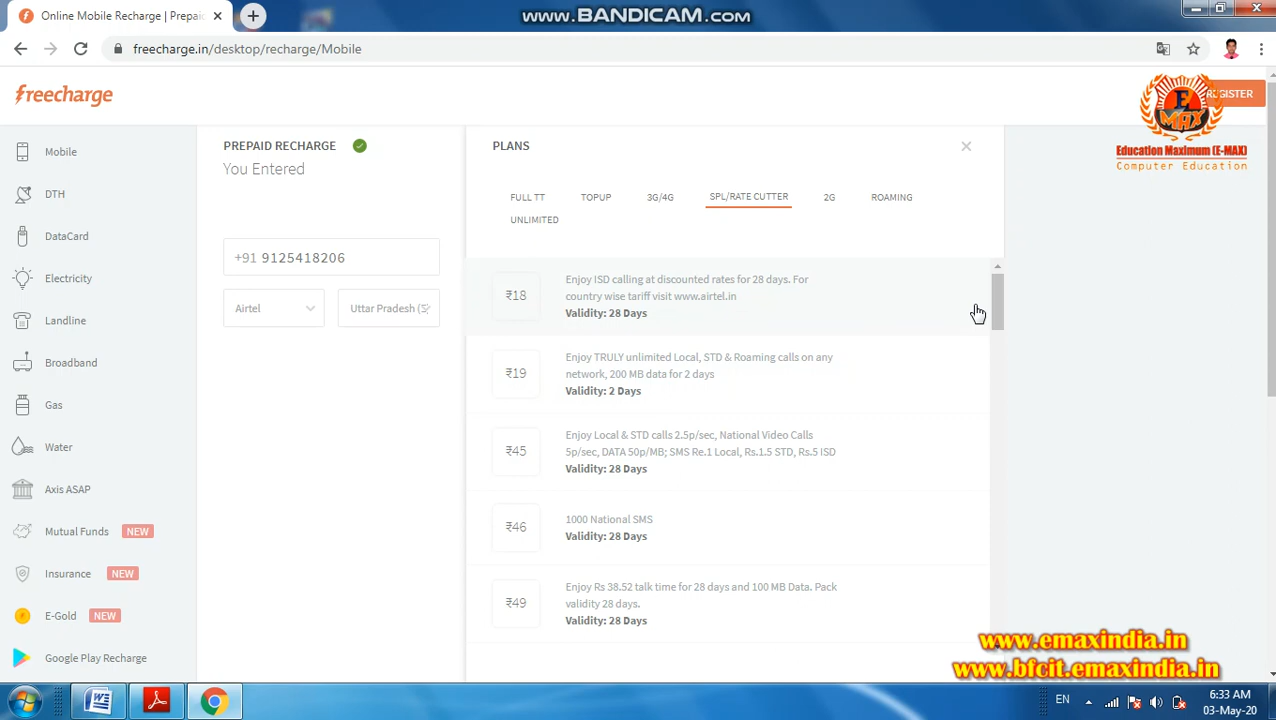 Online Mobile Recharge | Prepai
www.BANDICAM.com
freecharge.in/desktop/recharge/Mobile
freecharge
REGISTER
E
MAX
Education Maximum (E-MAX)
Computer Education
Mobile
DTH
DataCard
Electricity
Landline
Broadband
Gas
Water
Axis ASAP
Mutual Funds NEW
Insurance NEW
E-Gold NEW
Google Play Recharge
PREPAID RECHARGE
You Entered
+91 9125418206
Airtel
Uttar Pradesh (
PLANS
FULL TT TOPUP 3G/4G SPL/RATE CUTTER 2G ROAMING
UNLIMITED
₹18
Enjoy ISD calling at discounted rates for 28 days. For
country wise tariff visit www.airtel.in
Validity: 28 Days
₹19
Enjoy TRULY unlimited Local, STD & Roaming calls on any
network, 200 MB data for 2 days
Validity: 2 Days
₹45
Enjoy Local & STD calls 2.5p/sec, National Video Calls
5p/sec, DATA 50p/MB; SMS Re.1 Local, Rs.1.5 STD, Rs.5 ISD
Validity: 28 Days
₹46
1000 National SMS
Validity: 28 Days
₹49
Enjoy Rs 38.52 talk time for 28 days and 100 MB Data. Pack
validity 28 days.
Validity: 28 Days
www.emaxindia.in
www.bfcit.emaxindia.in
EN
6:33 AM
03-May-20